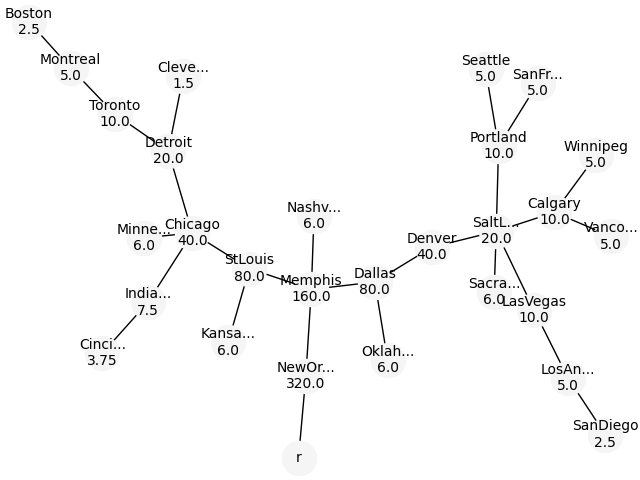 Boston
2.5
Montreal
5.0
Toronto
10.0
Cleve...
1.5
Detroit
20.0
Seattle
5.0
SanFr...
5.0
Portland
10.0
Winnipeg
5.0
Calgary
10.0
Vanco...
5.0
SaltL...
20.0
Denver
40.0
Nashv...
6.0
Minne...
6.0
Chicago
40.0
StLouis
80.0
Memphis
160.0
Dallas
80.0
Sacra...
6.0
LasVegas
10.0
India...
7.5
Cinci...
3.75
Kansa...
6.0
NewOr...
320.0
Oklah...
6.0
LosAn...
5.0
SanDiego
2.5
r